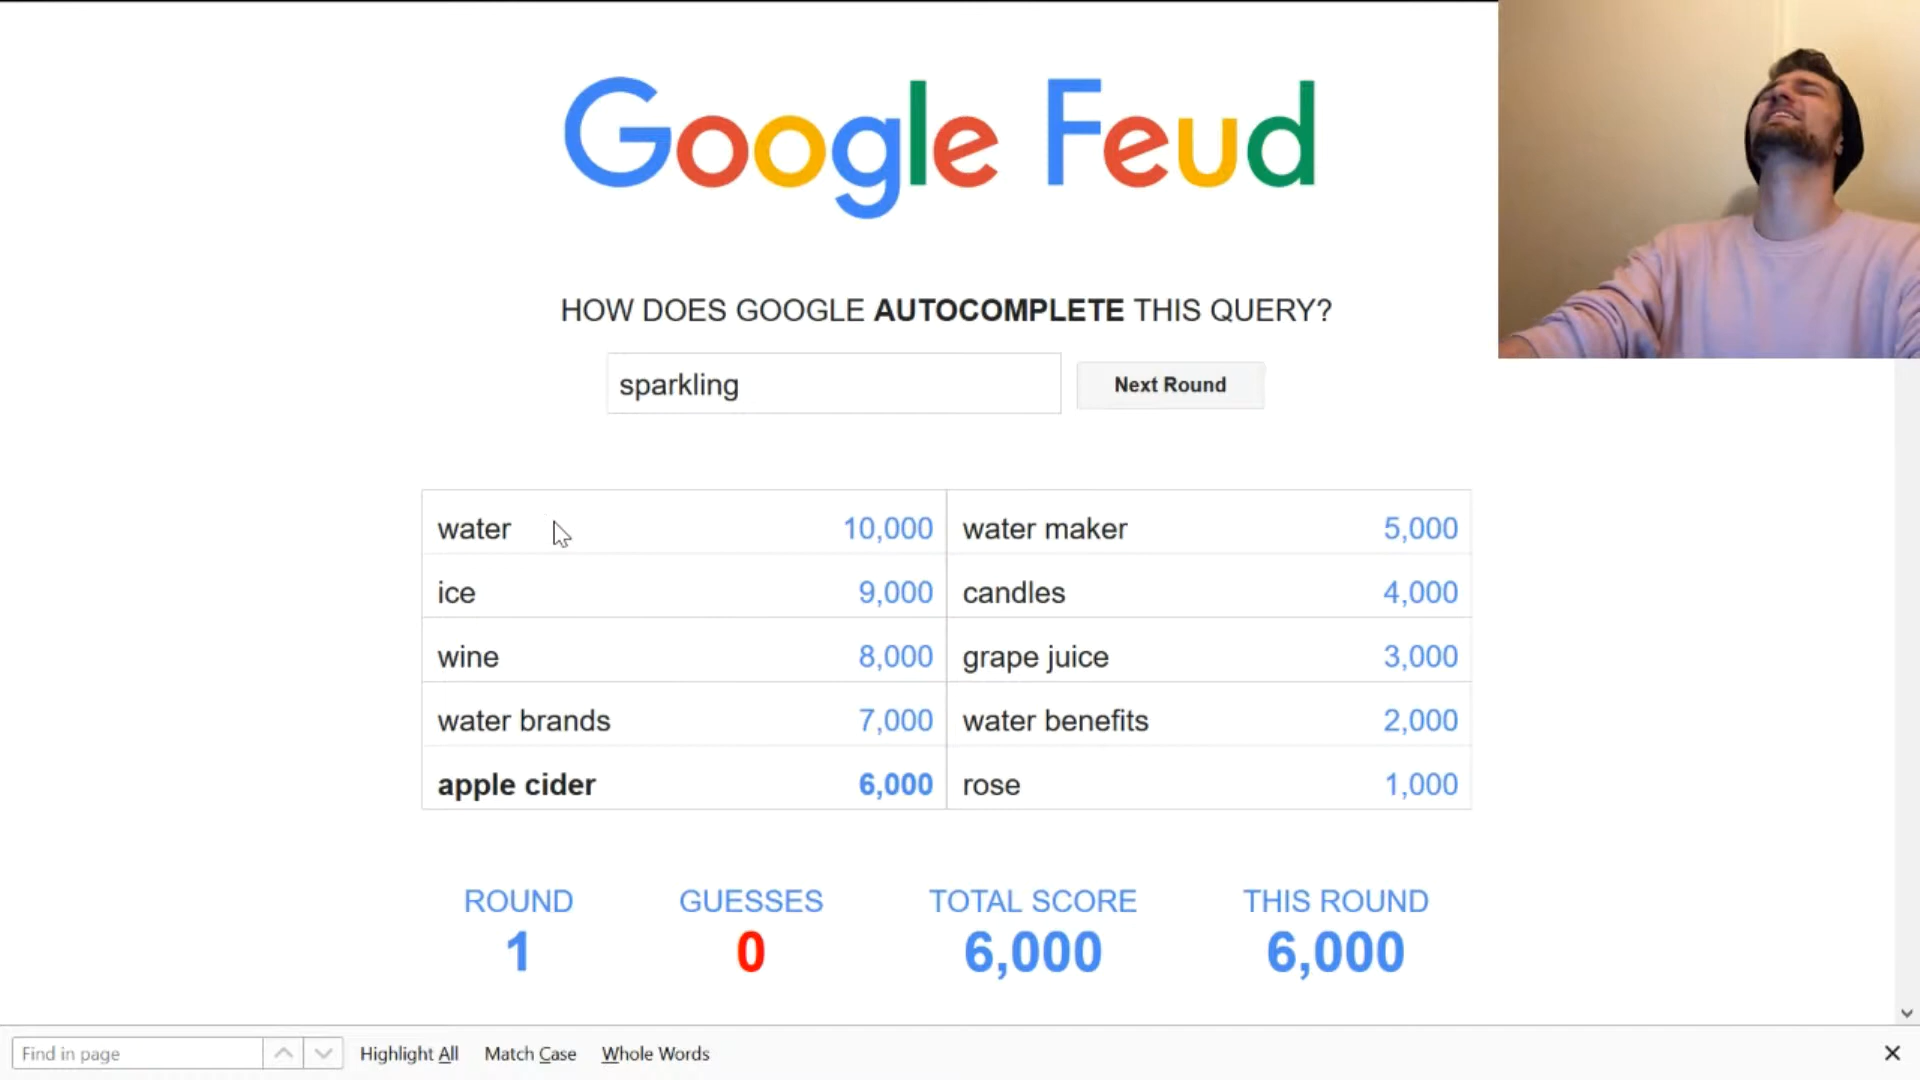 Google Feud
HOW DOES GOOGLE AUTOCOMPLETE THIS QUERY?
sparkling
Next Round
water 10,000
ice 9,000
wine 8,000
water brands 7,000
apple cider 6,000
water maker 5,000
candles 4,000
grape juice 3,000
water benefits 2,000
rose 1,000
ROUND
1
GUESSES
0
TOTAL SCORE
6,000
THIS ROUND
6,000
Find in page
Highlight All
Match Case
Whole Words